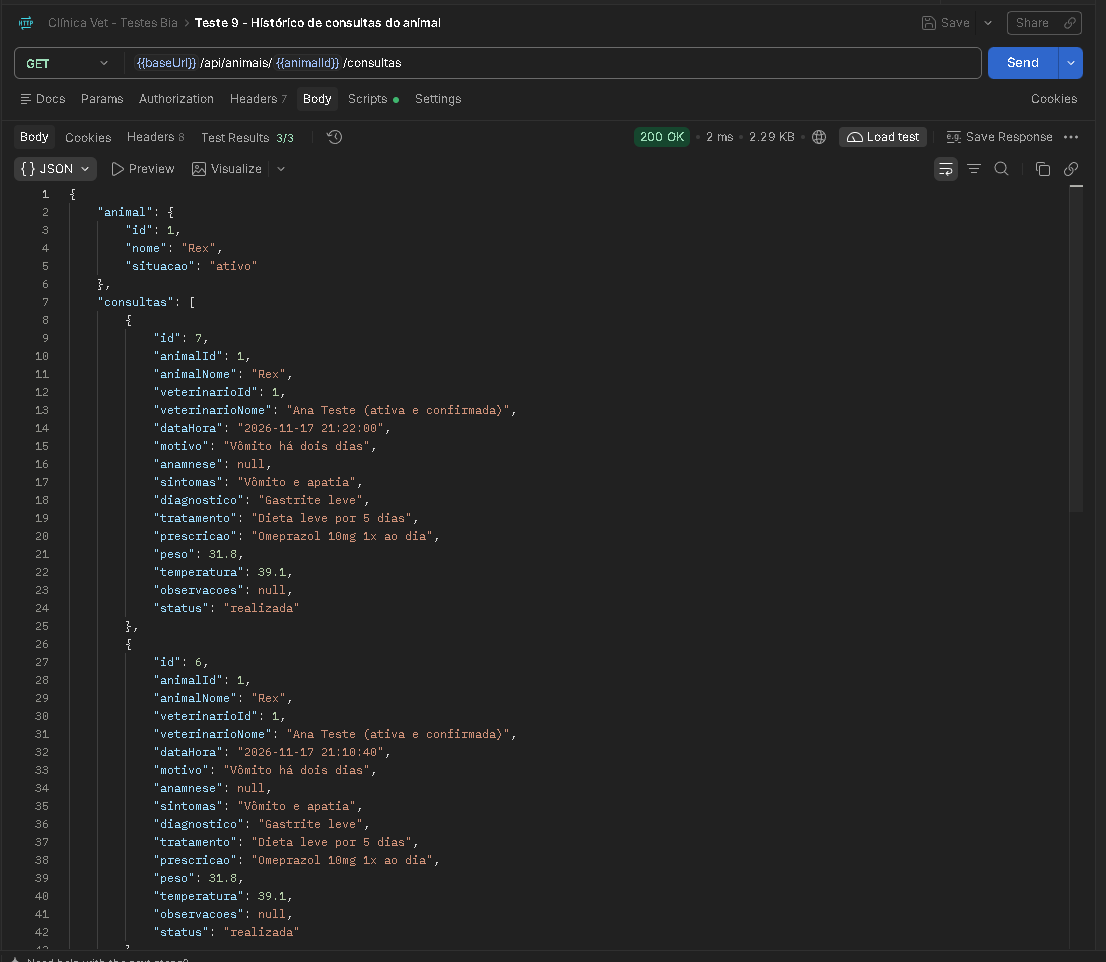 HTTP Clínica Vet - Testes Bia > Teste 9 - Histórico de consultas do animal Save Share
GET {{baseUrl}} /api/animais/ {{animalId}} /consultas Send
Docs Params Authorization Headers 7 Body Scripts Settings Cookies
Body Cookies Headers 8 Test Results 3/3 200 OK • 2 ms • 2.29 KB • Load test e.g. Save Response
{} JSON Preview Visualize
1 {
2 "animal": {
3 "id": 1,
4 "nome": "Rex",
5 "situacao": "ativo"
6 },
7 "consultas": [
8 {
9 "id": 7,
10 "animalId": 1,
11 "animalNome": "Rex",
12 "veterinarioId": 1,
13 "veterinarioNome": "Ana Teste (ativa e confirmada)",
14 "dataHora": "2026-11-17 21:22:00",
15 "motivo": "Vômito há dois dias",
16 "anamnese": null,
17 "sintomas": "Vômito e apatia",
18 "diagnostico": "Gastrite leve",
19 "tratamento": "Dieta leve por 5 dias",
20 "prescricao": "Omeprazol 10mg 1x ao dia",
21 "peso": 31.8,
22 "temperatura": 39.1,
23 "observacoes": null,
24 "status": "realizada"
25 },
26 {
27 "id": 6,
28 "animalId": 1,
29 "animalNome": "Rex",
30 "veterinarioId": 1,
31 "veterinarioNome": "Ana Teste (ativa e confirmada)",
32 "dataHora": "2026-11-17 21:10:40",
33 "motivo": "Vômito há dois dias",
34 "anamnese": null,
35 "sintomas": "Vômito e apatia",
36 "diagnostico": "Gastrite leve",
37 "tratamento": "Dieta leve por 5 dias",
38 "prescricao": "Omeprazol 10mg 1x ao dia",
39 "peso": 31.8,
40 "temperatura": 39.1,
41 "observacoes": null,
42 "status": "realizada"